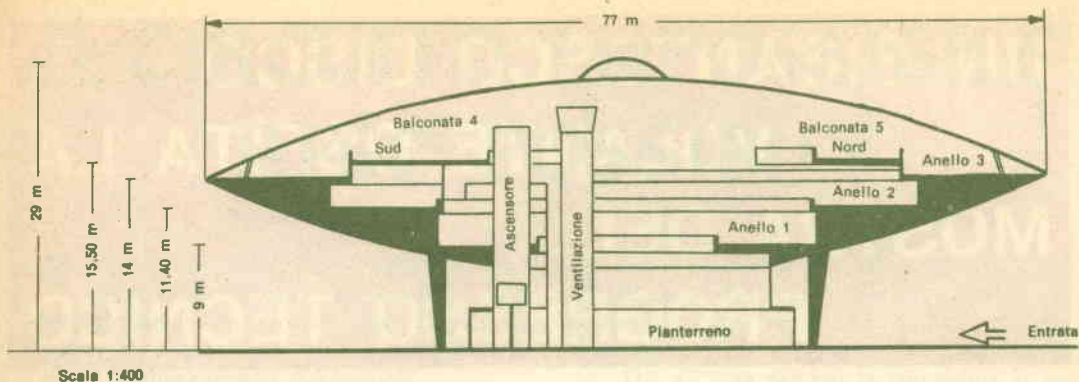 77 m
Balconata 4
Sud
Balconata 5
Nord
Anello 3
Anello 2
Anello 1
Ascensore
Ventilazione
29 m
15,50 m
14 m
11,40 m
9 m
Pianterreno
Entrata
Scala 1:400